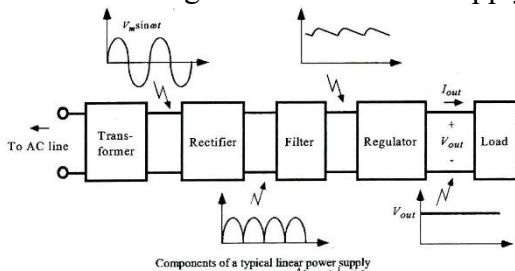 V_m sin ωt
I_out
To AC line
Trans-
former
Rectifier
Filter
Regulator
+
V_out
-
Load
V_out
Components of a typical linear power supply